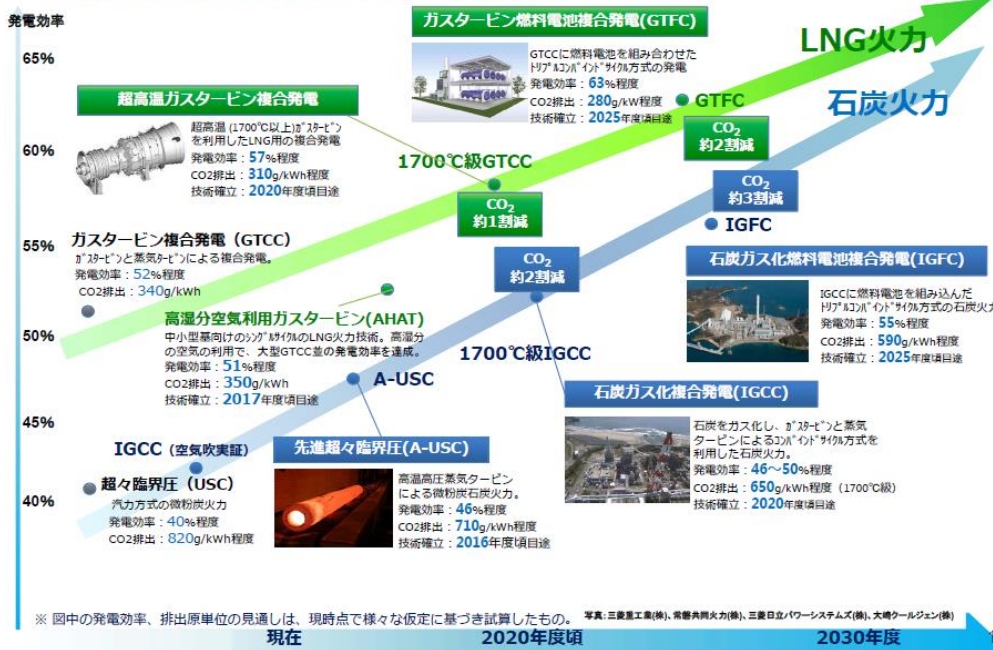 発電効率
65%
60%
55%
50%
45%
40%
LNG火力
石炭火力
ガスタービン燃料電池複合発電(GTFC)
GTCCに燃料電池を組み合わせた
トリプルコンバインドサイクル方式の発電
発電効率：63%程度
CO2排出：280g/kW程度
技術確立：2025年度頃目途
GTFC
CO2
約2割減
超高温ガスタービン複合発電
超高温(1700℃以上)ガスタービン
を利用したLNG用の複合発電
発電効率：57%程度
CO2排出：310g/kWh程度
技術確立：2020年度頃目途
1700℃級GTCC
CO2
約1割減
ガスタービン複合発電（GTCC）
ガスタービンと蒸気タービンによる複合発電。
発電効率：52%程度
CO2排出：340g/kWh
高湿分空気利用ガスタービン(AHAT)
中小型基向けのシングルサイクルのLNG火力技術。高湿分
の空気の利用で、大型GTCC並の発電効率を達成。
発電効率：51%程度
CO2排出：350g/kWh
技術確立：2017年度頃目途
CO2
約3割減
IGFC
石炭ガス化燃料電池複合発電(IGFC)
IGCCに燃料電池を組み込んだ
トリプルコンバインドサイクル方式の石炭火力
発電効率：55%程度
CO2排出：590g/kWh程度
技術確立：2025年度頃目途
CO2
約2割減
1700℃級IGCC
石炭ガス化複合発電(IGCC)
石炭をガス化し、ガスタービンと蒸気
タービンによるコンバインドサイクル方式を
利用した石炭火力。
発電効率：46～50%程度
CO2排出：650g/kWh程度（1700℃級）
技術確立：2020年度頃目途
A-USC
先進超々臨界圧(A-USC)
高温高圧蒸気タービン
による微粉炭石炭火力。
発電効率：46%程度
CO2排出：710g/kWh程度
技術確立：2016年度頃目途
IGCC（空気吹実証）
超々臨界圧（USC）
汽力方式の微粉炭火力
発電効率：40%程度
CO2排出：820g/kWh程度
※ 図中の発電効率、排出原単位の見通しは、現時点で様々な仮定に基づき試算したもの。
写真：三菱重工業(株)、常磐共同火力(株)、三菱日立パワーシステムズ(株)、大崎クールジェン(株)
現在
2020年度頃
2030年度